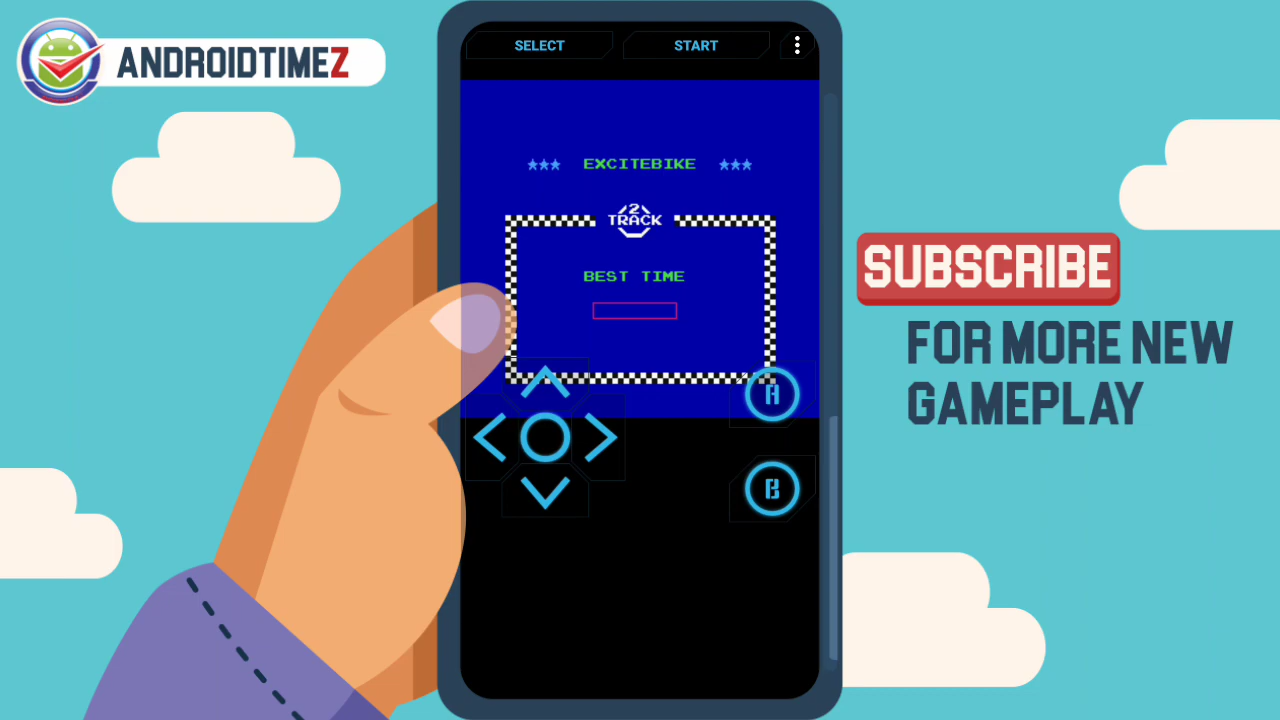 ANDROIDTIMEZ
SELECT
START
★★★ EXCITEBIKE ★★★
2
TRACK
BEST TIME
A
B
SUBSCRIBE
FOR MORE NEW
GAMEPLAY